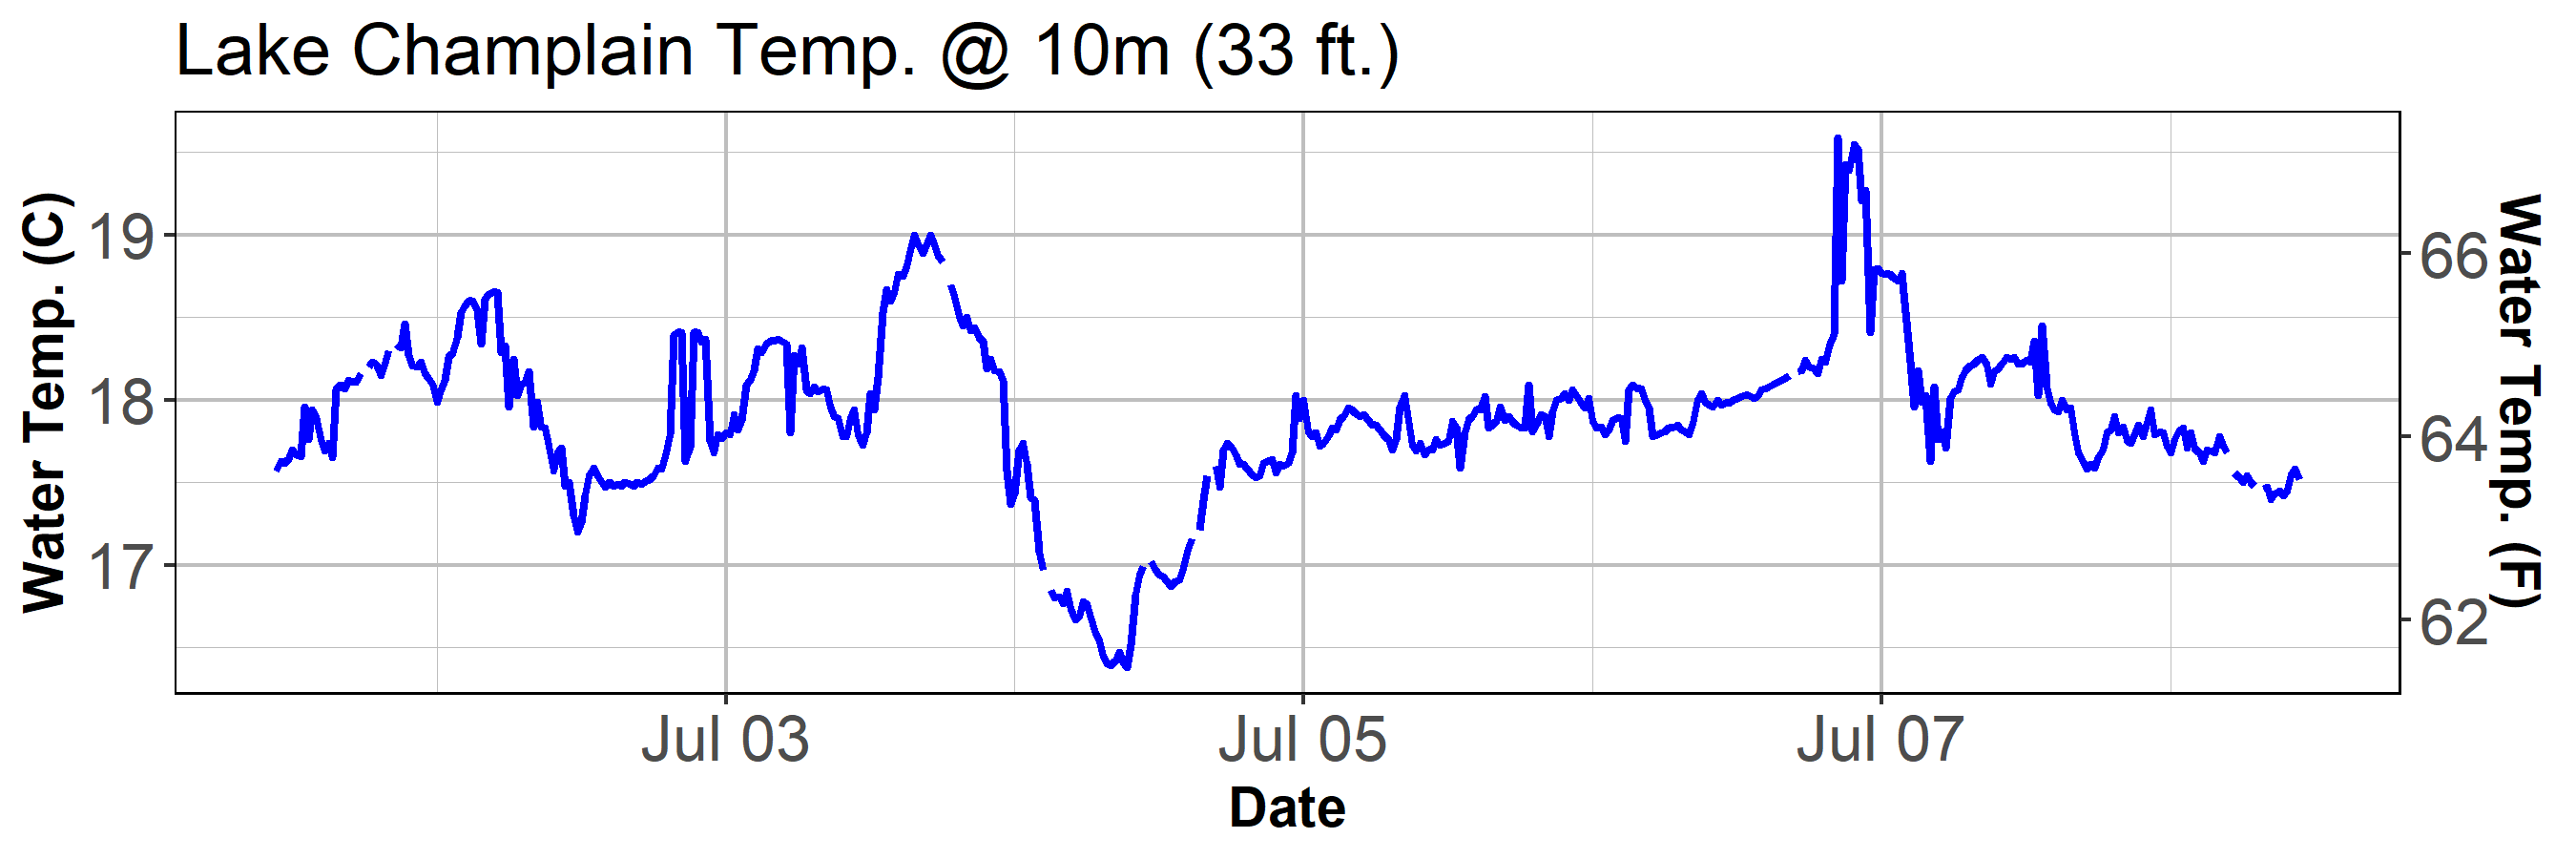 Lake Champlain Temp. @ 10m (33 ft.)
Water Temp. (C)
19
18
17
66
64
62
Water Temp. (F)
Jul 03
Jul 05
Jul 07
Date